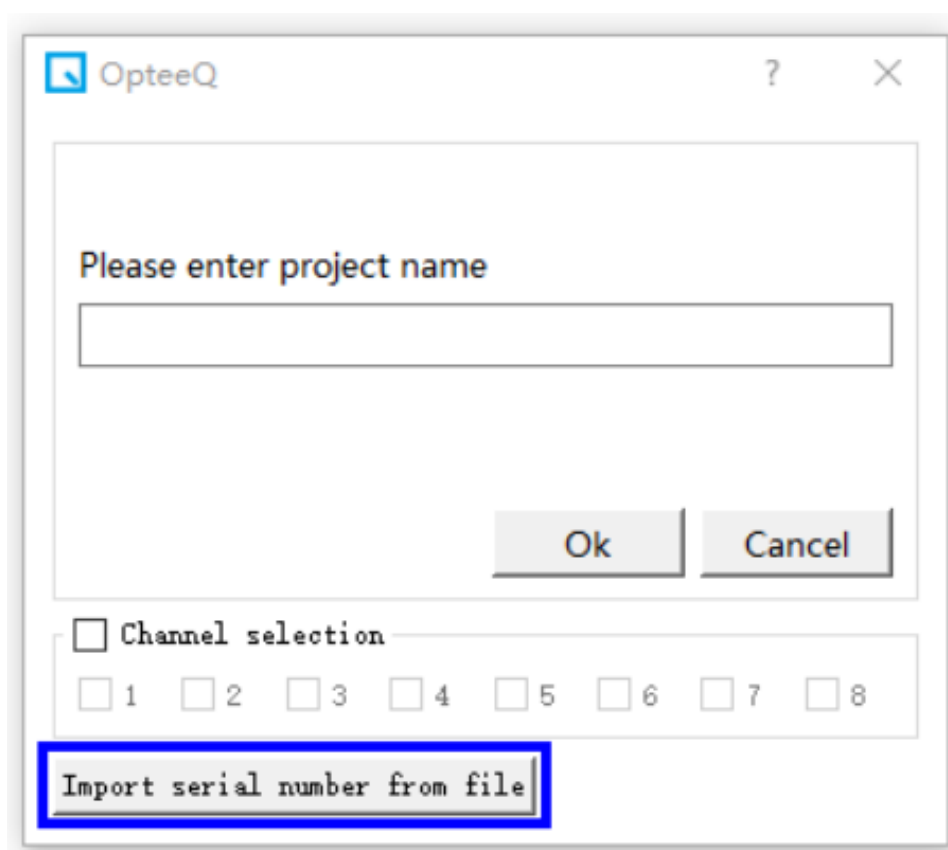 OpteeQ ? ×
Please enter project name
Ok Cancel
Channel selection
1 2 3 4 5 6 7 8
Import serial number from file